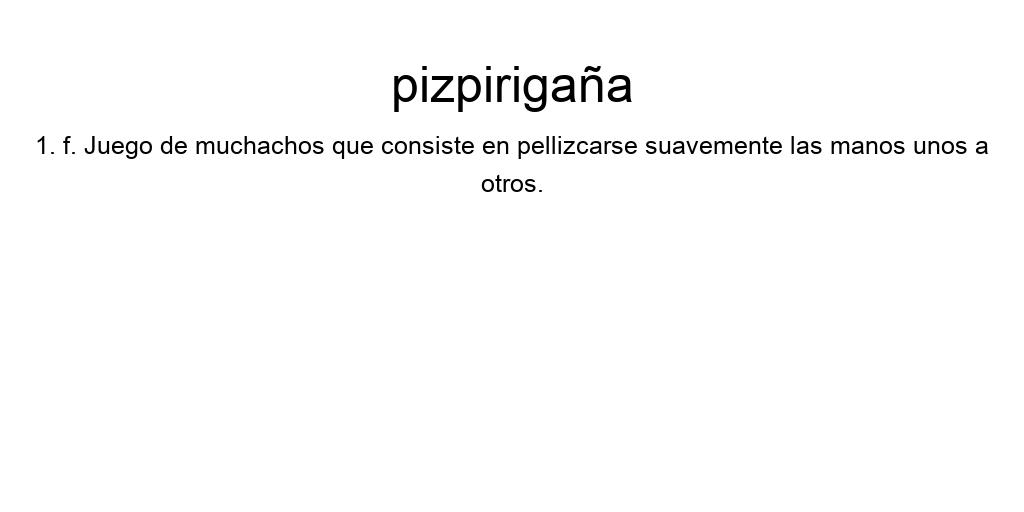 pizpirigaña
1. f. Juego de muchachos que consiste en pellizcarse suavemente las manos unos a
otros.